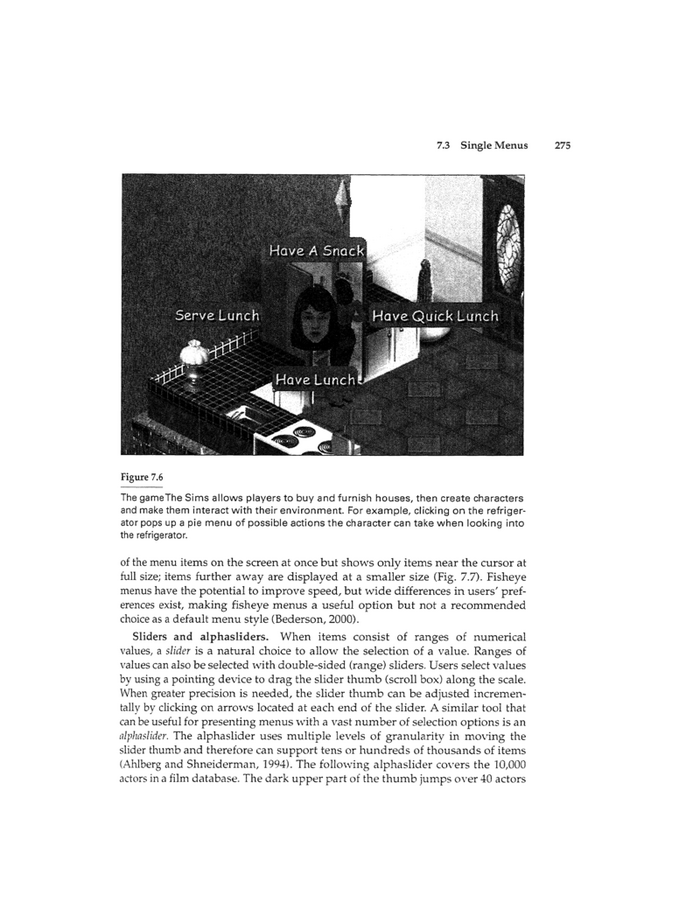 7.3 Single Menus 275
Have A Snack
Serve Lunch
Have Quick Lunch
Have Lunch
Figure 7.6
The gameThe Sims allows players to buy and furnish houses, then create characters
and make them interact with their environment. For example, clicking on the refriger-
ator pops up a pie menu of possible actions the character can take when looking into
the refrigerator.
of the menu items on the screen at once but shows only items near the cursor at
full size; items further away are displayed at a smaller size (Fig. 7.7). Fisheye
menus have the potential to improve speed, but wide differences in users' pref-
erences exist, making fisheye menus a useful option but not a recommended
choice as a default menu style (Bederson, 2000).
Sliders and alphasliders. When items consist of ranges of numerical
values, a slider is a natural choice to allow the selection of a value. Ranges of
values can also be selected with double-sided (range) sliders. Users select values
by using a pointing device to drag the slider thumb (scroll box) along the scale.
When greater precision is needed, the slider thumb can be adjusted incremen-
tally by clicking on arrows located at each end of the slider. A similar tool that
can be useful for presenting menus with a vast number of selection options is an
alphaslider. The alphaslider uses multiple levels of granularity in moving the
slider thumb and therefore can support tens or hundreds of thousands of items
(Ahlberg and Shneiderman, 1994). The following alphaslider covers the 10,000
actors in a film database. The dark upper part of the thumb jumps over 40 actors